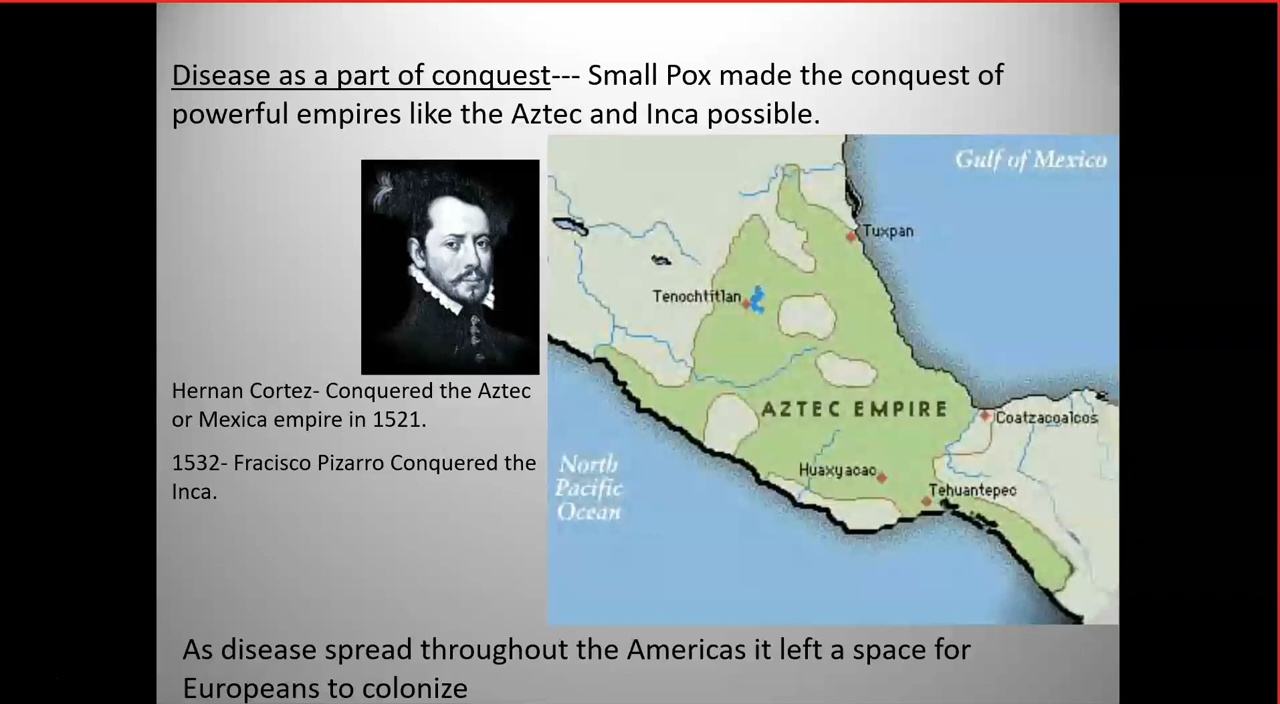 Disease as a part of conquest--- Small Pox made the conquest of
powerful empires like the Aztec and Inca possible.
Gulf of Mexico
Tuxpan
Tenochtitlan
Hernan Cortez- Conquered the Aztec
or Mexica empire in 1521.
1532- Fracisco Pizarro Conquered the
Inca.
AZTEC EMPIRE
Coatzacoalcos
North
Pacific
Ocean
Huaxyacac
Tehuantepec
As disease spread throughout the Americas it left a space for
Europeans to colonize